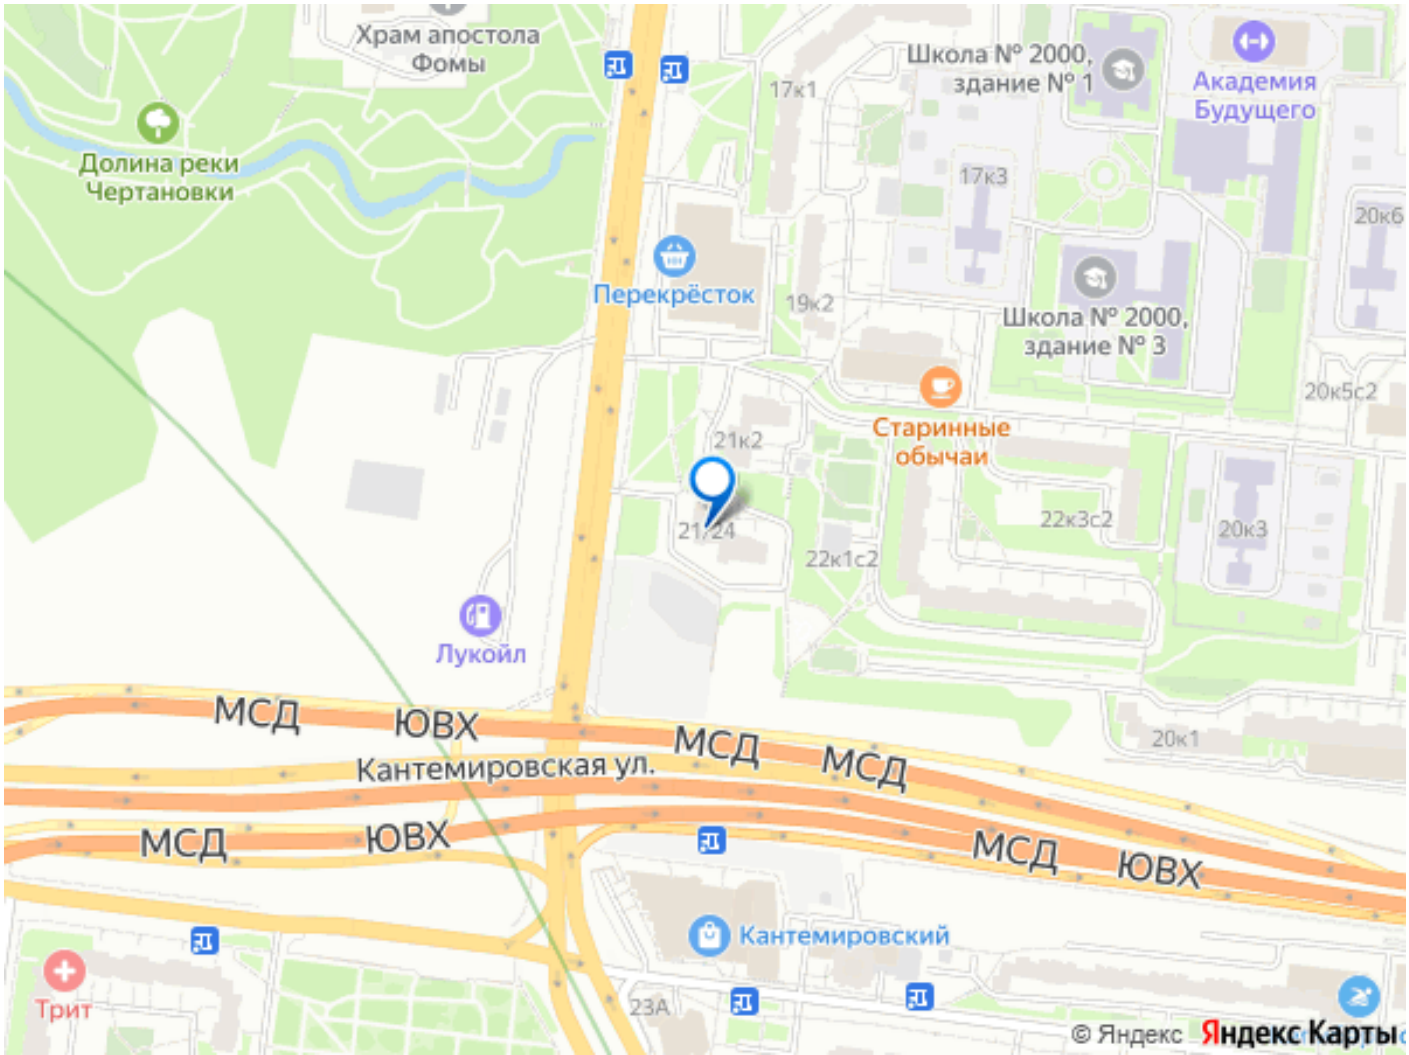 Храм апостола
Фомы
Школа № 2000,
здание № 1
Академия
Будущего
17к1
Долина реки
Чертановки
17к3
20к6
Перекрёсток
19к2
Школа № 2000,
здание № 3
20к5с2
Старинные
обычаи
21к2
21/24
22к3с2
20к3
22к1с2
Лукойл
МСД
ЮВХ
МСД
МСД
20к1
Кантемировская ул.
МСД
ЮВХ
МСД
ЮВХ
Кантемировский
Трит
23А
© Яндекс
Яндекс Карты